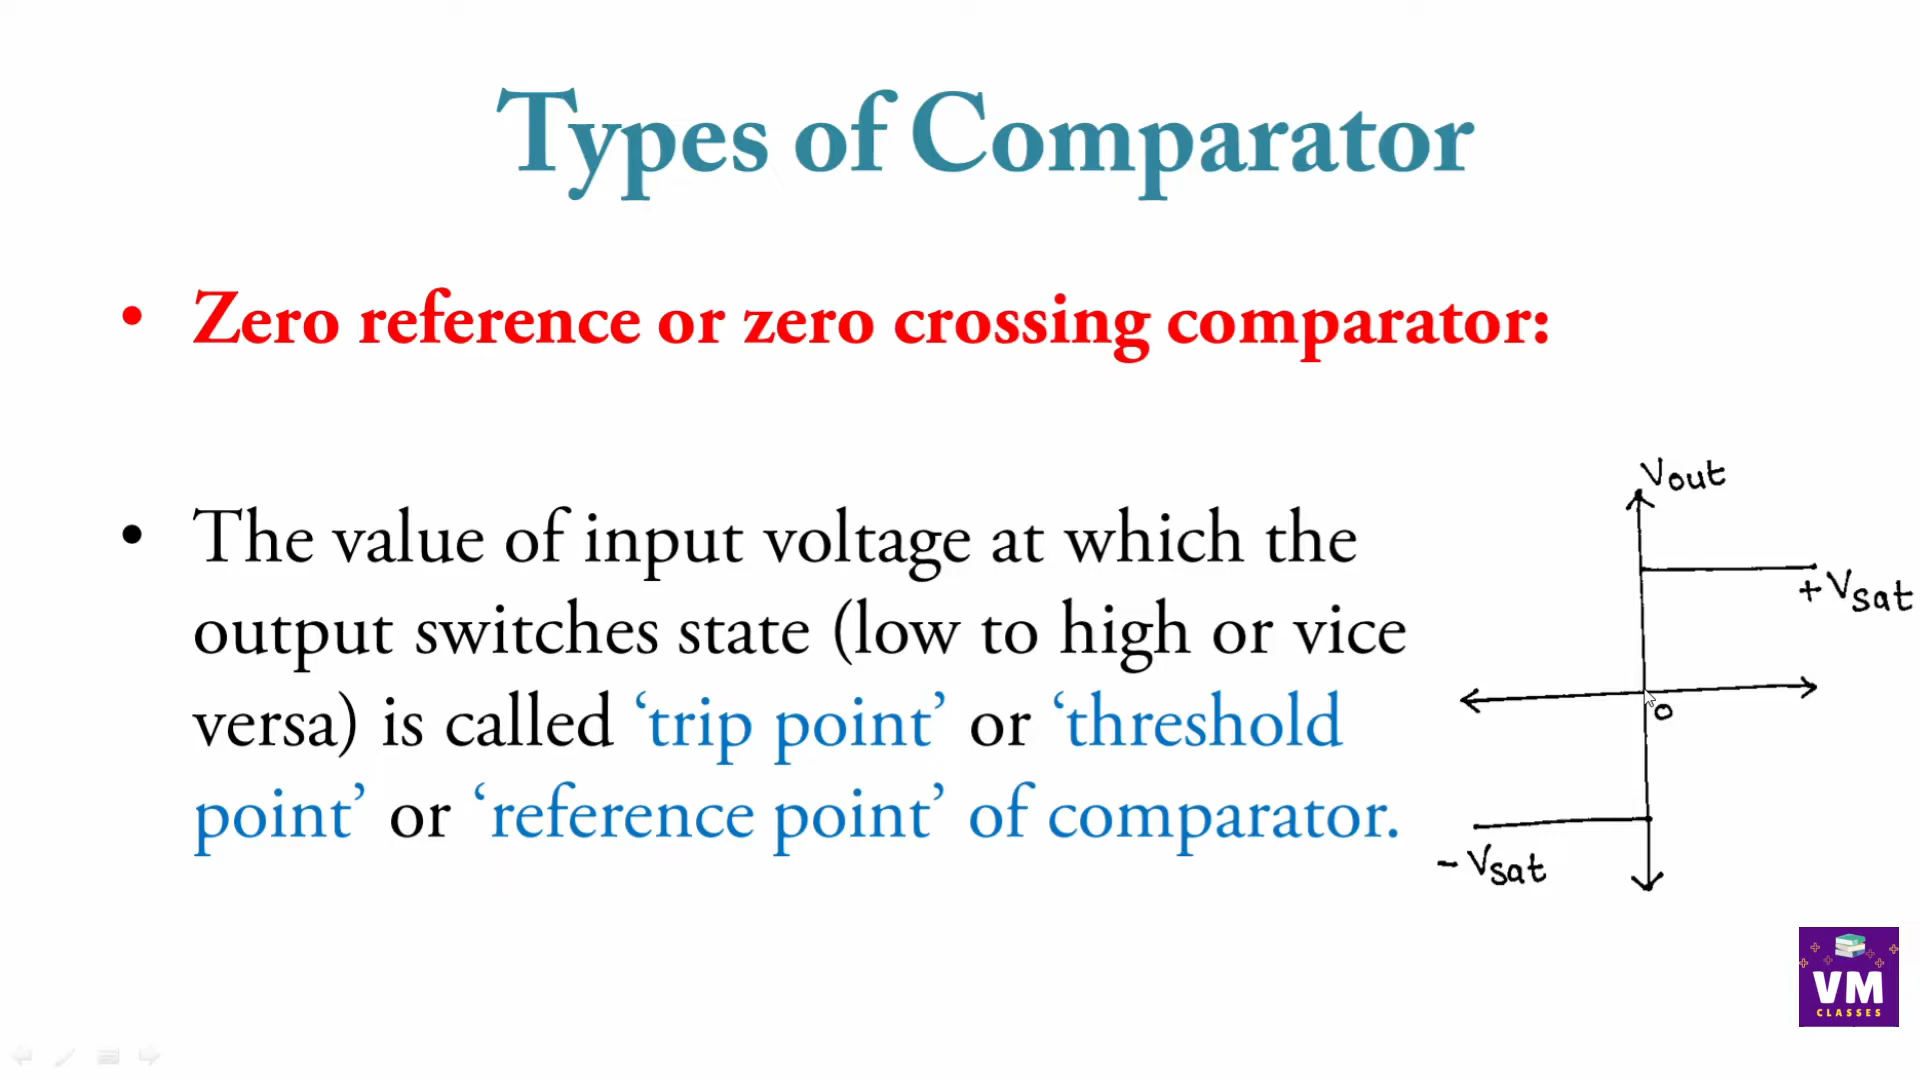 Types of Comparator
• Zero reference or zero crossing comparator:
• The value of input voltage at which the
output switches state (low to high or vice
versa) is called ‘trip point’ or ‘threshold
point’ or ‘reference point’ of comparator.
Vout
+Vsat
0
- Vsat
VM
CLASSES